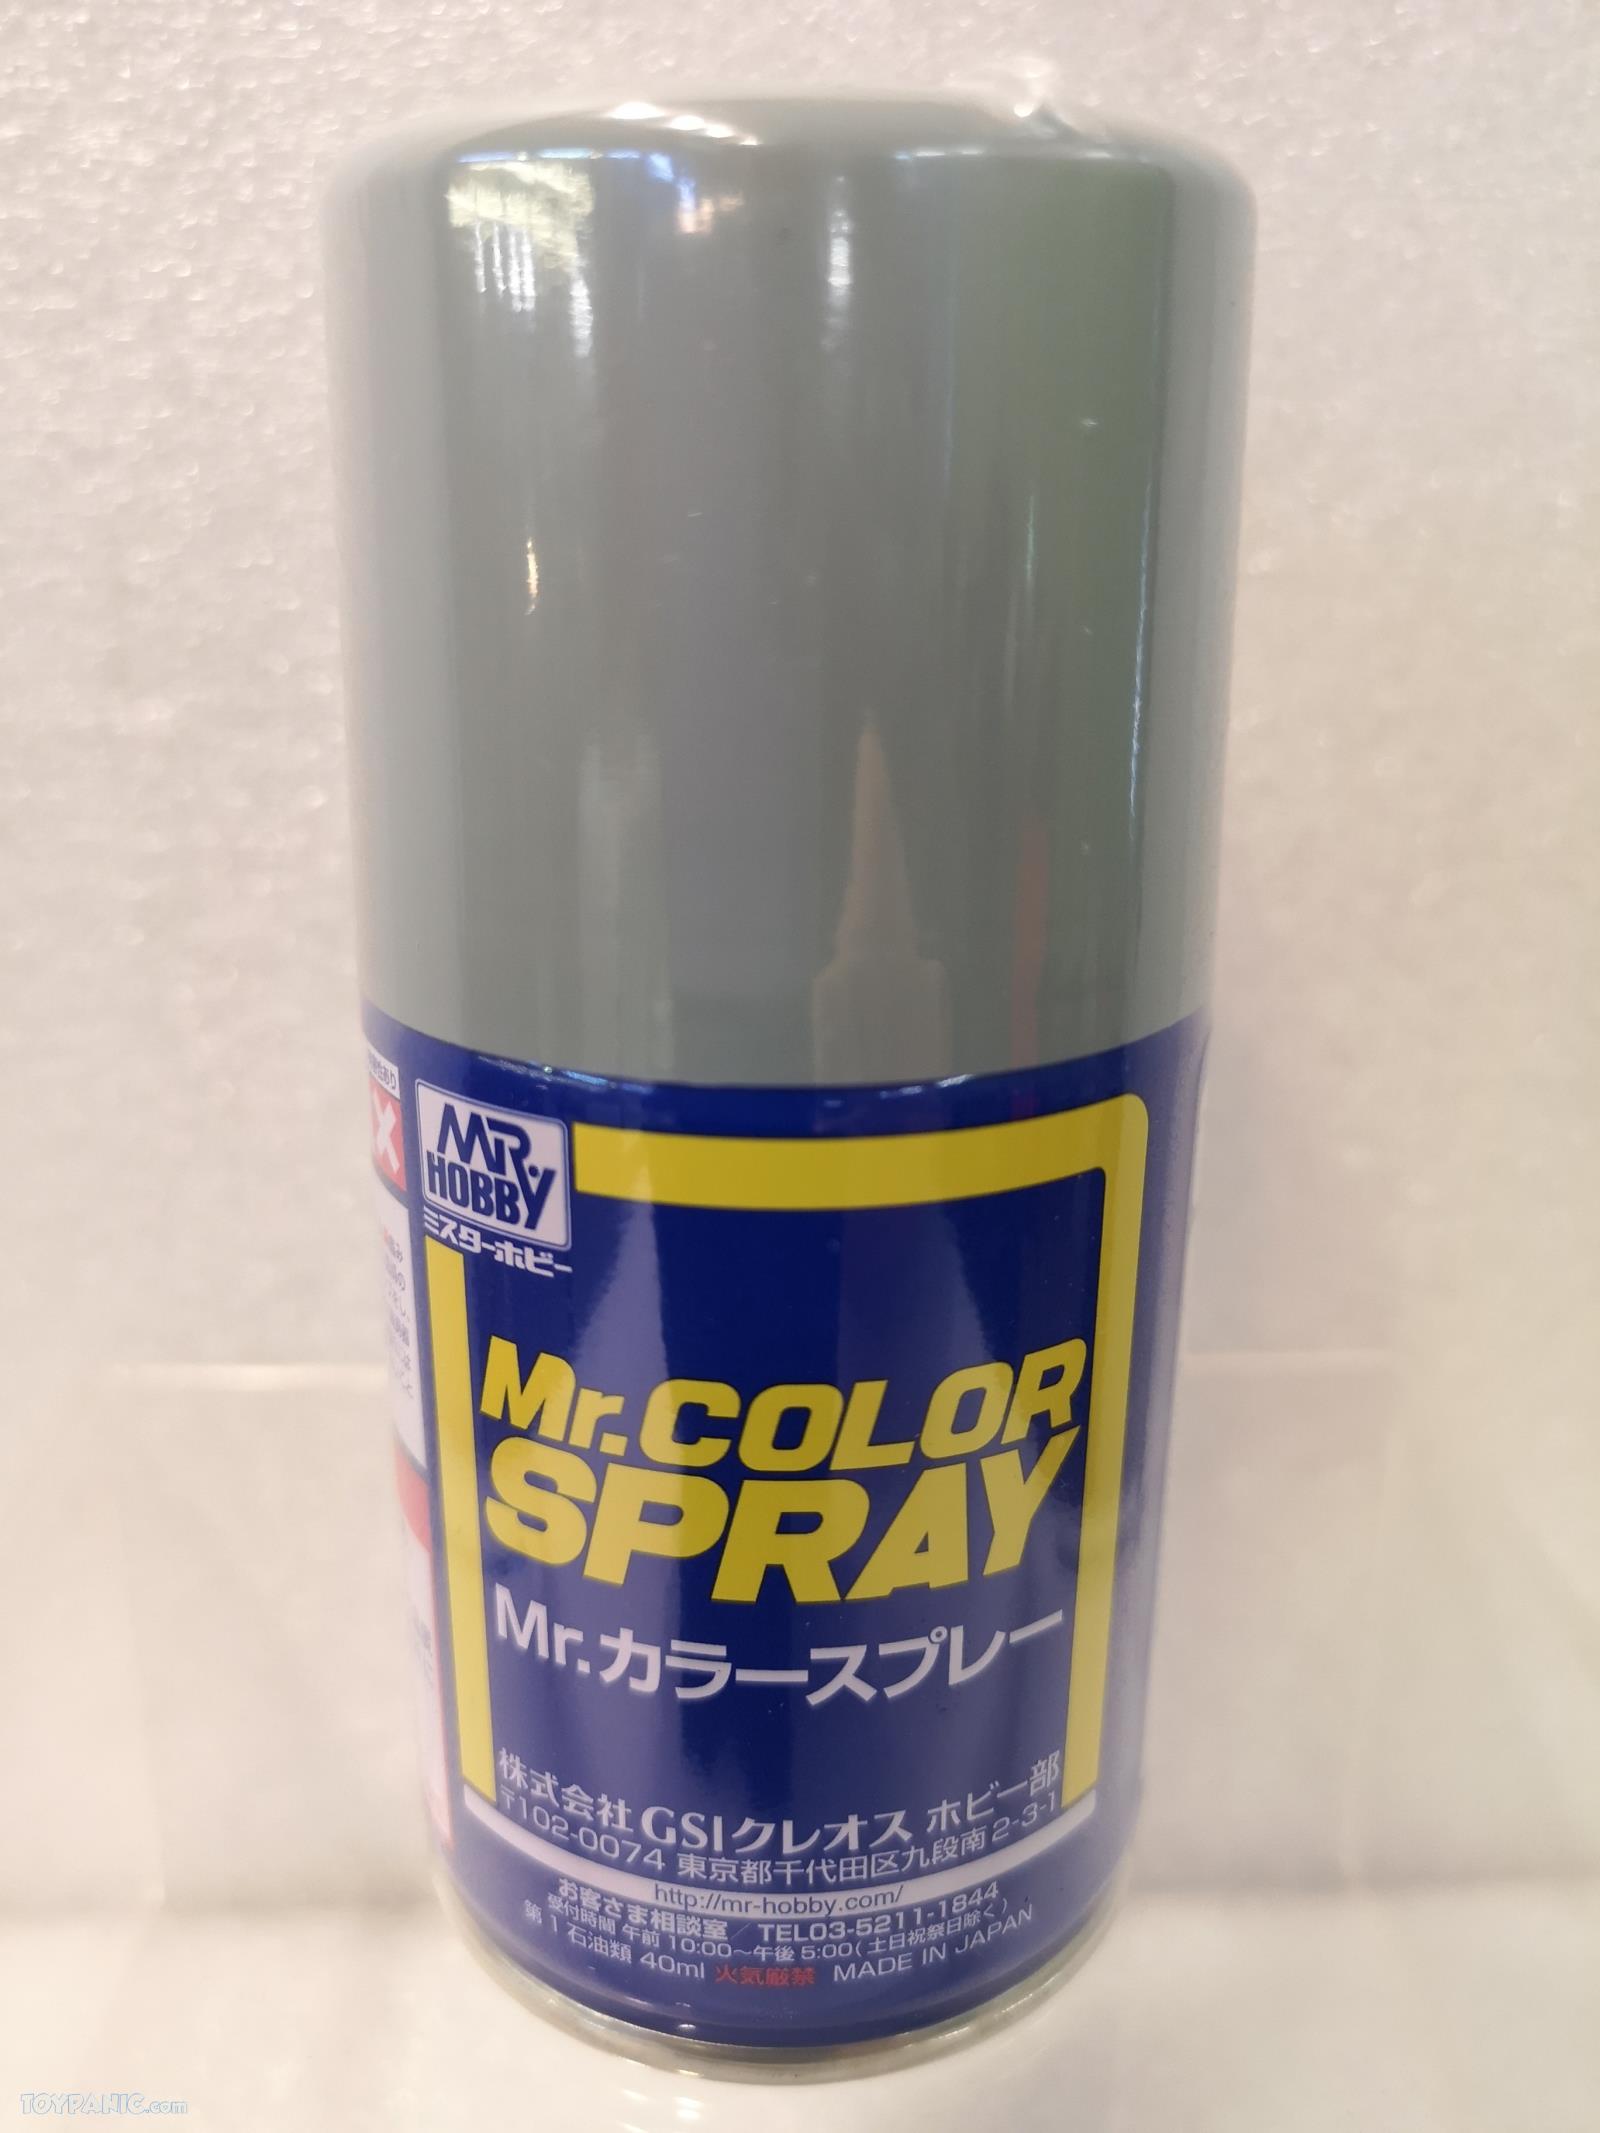 MR.
HOBBY
ミスターホビー
Mr.COLOR
SPRAY
Mr.カラースプレー
株式会社 GSIクレオス ホビー部
〒102-0074 東京都千代田区九段南2-3-1
http://mr-hobby.com/
お客さま相談室/TEL03-5211-1844
受付時間 午前10:00〜午後5:00(土日祝祭日除く)
第1石油類 40ml 火気厳禁 MADE IN JAPAN
TOYPANIC.com